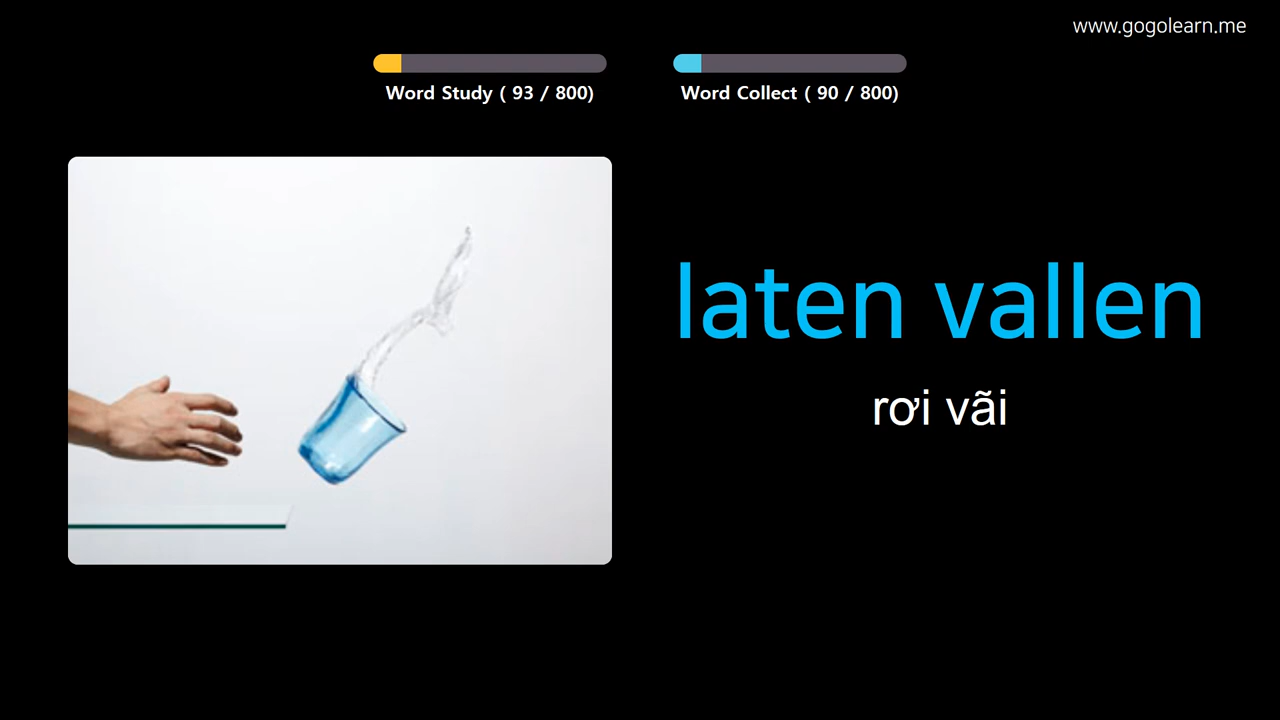 www.gogolearn.me
Word Study ( 93 / 800)
Word Collect ( 90 / 800)
laten vallen
rơi vãi